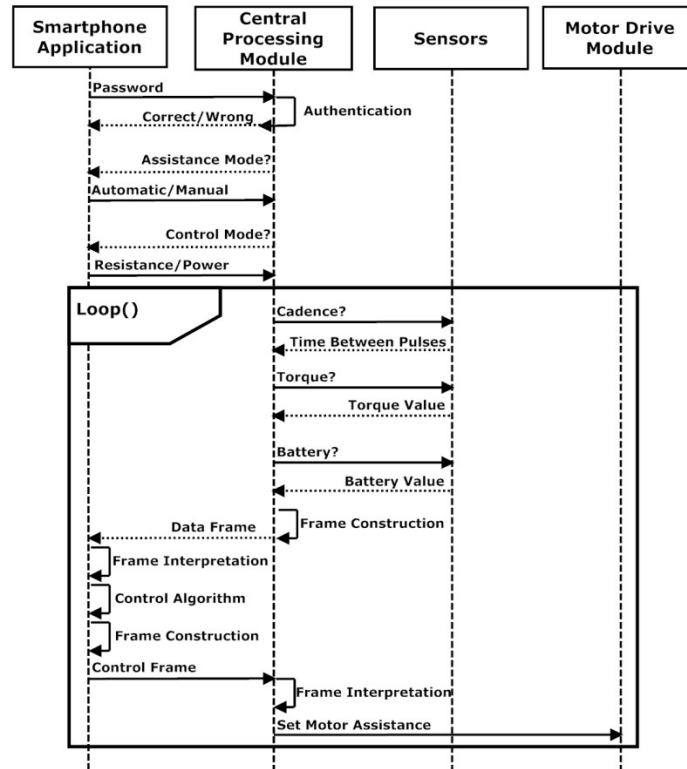 Smartphone
Application
Central
Processing
Module
Sensors
Motor Drive
Module
Password
Authentication
Correct/Wrong
Assistance Mode?
Automatic/Manual
Control Mode?
Resistance/Power
Loop()
Cadence?
Time Between Pulses
Torque?
Torque Value
Battery?
Battery Value
Frame Construction
Data Frame
Frame Interpretation
Control Algorithm
Frame Construction
Control Frame
Frame Interpretation
Set Motor Assistance